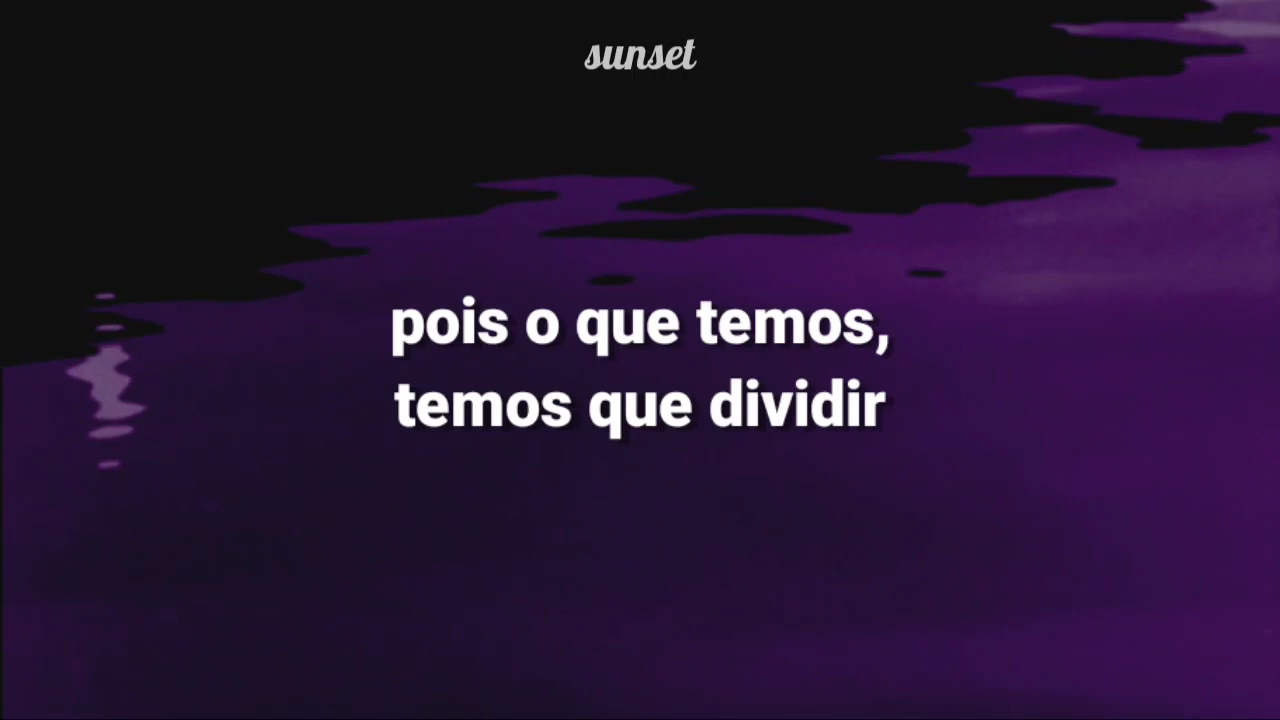 sunset
pois o que temos,
temos que dividir